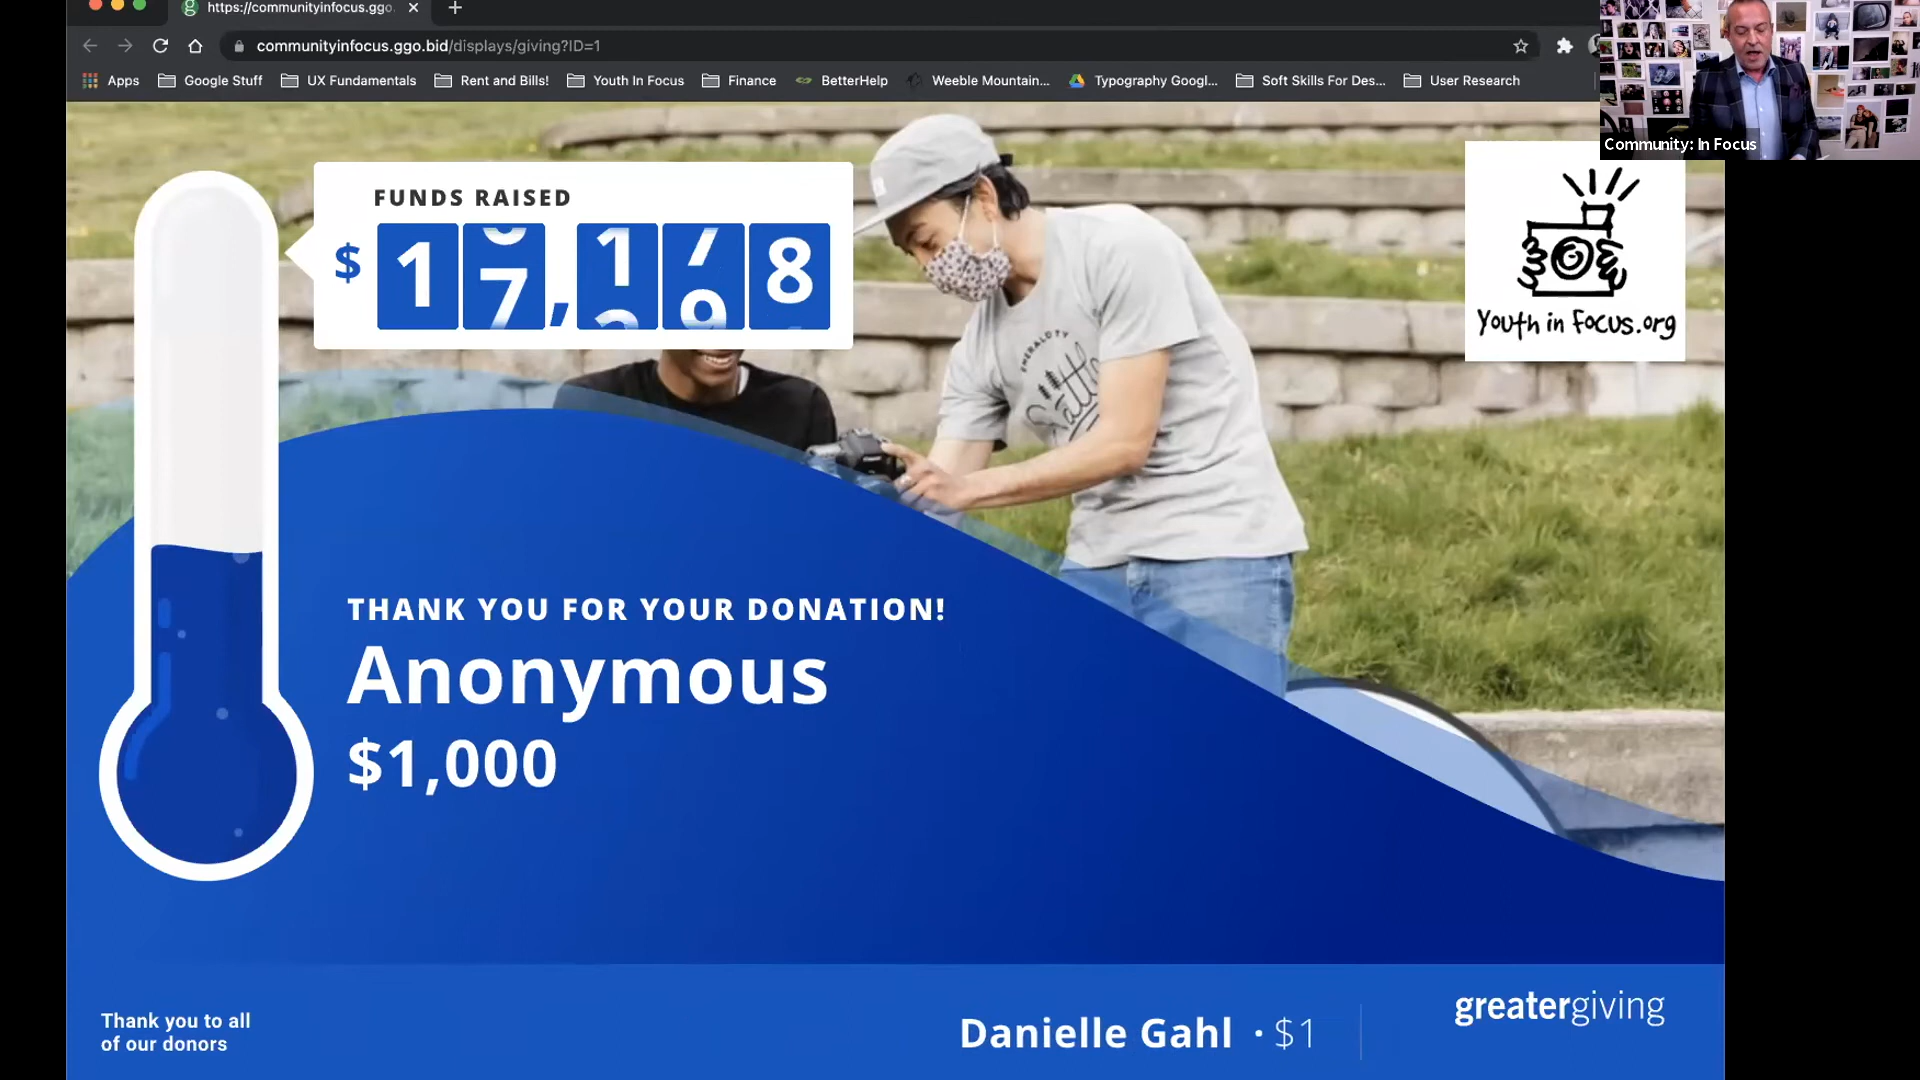 https://communityinfocus.ggo.
communityinfocus.ggo.bid/displays/giving?ID=1
Apps Google Stuff UX Fundamentals Rent and Bills! Youth In Focus Finance BetterHelp Weeble Mountain... Typography Googl... Soft Skills For Des... User Research
Community: In Focus
FUNDS RAISED
$
Youth in Focus.org
THANK YOU FOR YOUR DONATION!
Anonymous
$1,000
Thank you to all
of our donors
Danielle Gahl · $1
greatergiving